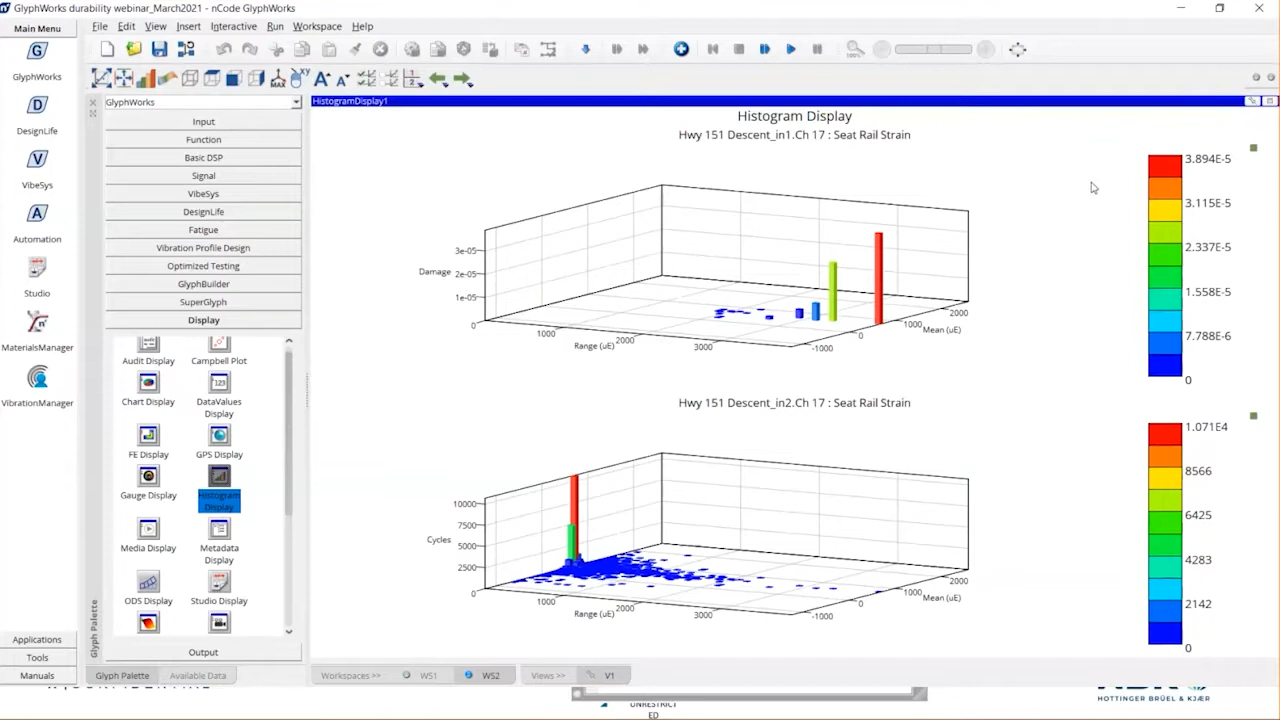 GlyphWorks durability webinar_March2021 - nCode GlyphWorks
Main Menu
File Edit View Insert Interactive Run Workspace Help
GlyphWorks
DesignLife
VibeSys
Automation
Studio
MaterialsManager
VibrationManager
Applications
Tools
Manuals
GlyphWorks
Input
Function
Basic DSP
Signal
VibeSys
DesignLife
Fatigue
Vibration Profile Design
Optimized Testing
GlyphBuilder
SuperGlyph
Display
Audit Display Campbell Plot
Chart Display DataValues Display
FE Display GPS Display
Gauge Display Histogram Display
Media Display Metadata Display
ODS Display Studio Display
Output
Glyph Palette
Glyph Palette Available Data
HistogramDisplay1
Histogram Display
Hwy 151 Descent_in1.Ch 17 : Seat Rail Strain
Damage
3e-05
2e-05
1e-05
0
1000
2000
3000
Range (uE)
-1000
0
1000
2000
Mean (uE)
3.894E-5
3.115E-5
2.337E-5
1.558E-5
7.788E-6
0
Hwy 151 Descent_in2.Ch 17 : Seat Rail Strain
Cycles
10000
7500
5000
2500
0
1000
2000
3000
Range (uE)
-1000
0
1000
2000
Mean (uE)
1.071E4
8566
6425
4283
2142
0
Workspaces >> WS1 WS2 Views >> V1
UNRESTRICT
ED
HOTTINGER BRÜEL & KJÆR